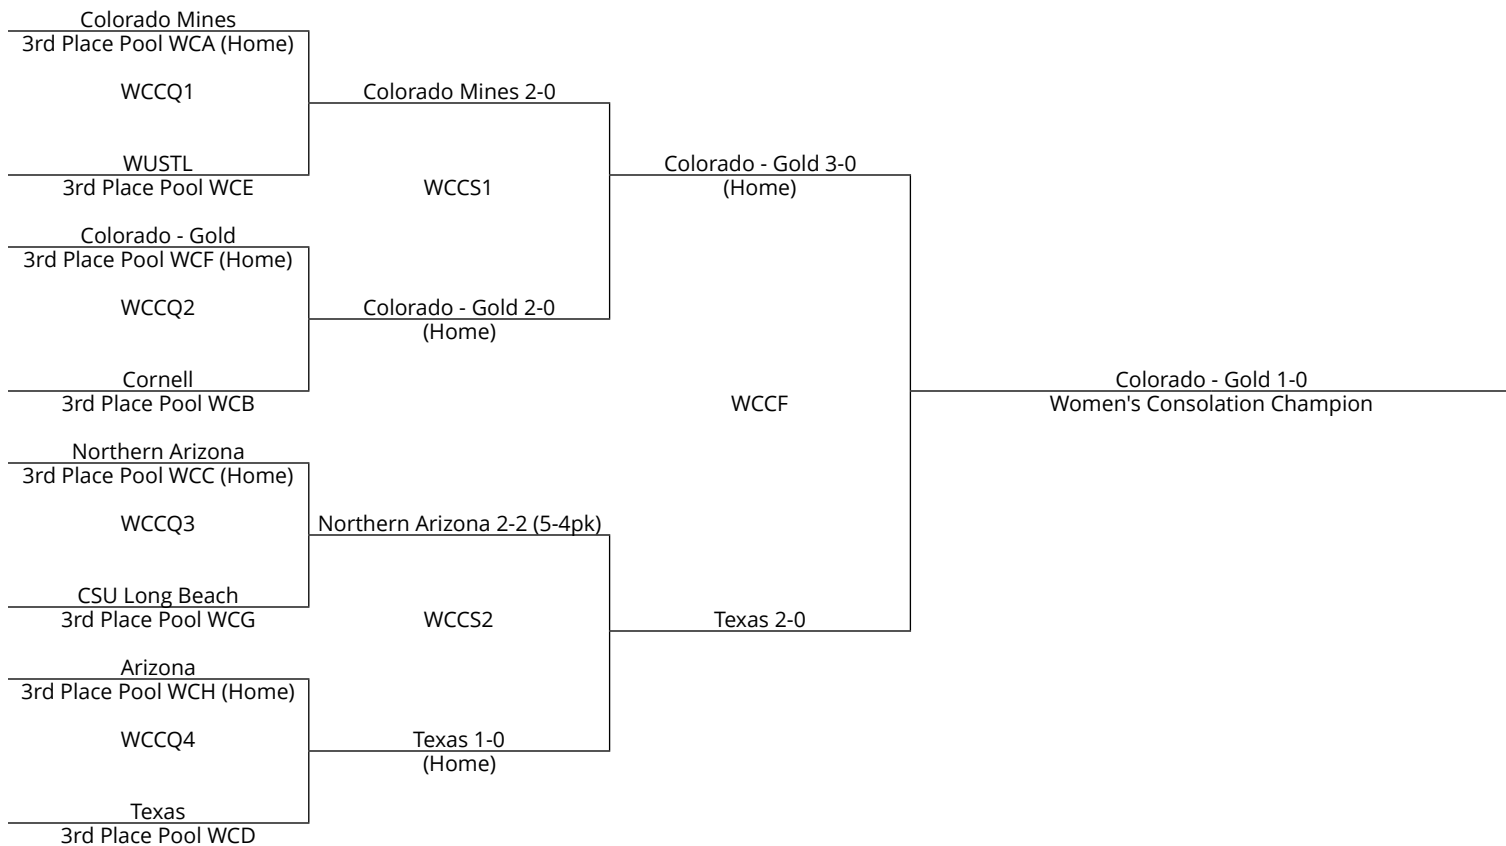 Colorado Mines
3rd Place Pool WCA (Home)
WCCQ1
WUSTL
3rd Place Pool WCE
Colorado - Gold
3rd Place Pool WCF (Home)
WCCQ2
Cornell
3rd Place Pool WCB
Northern Arizona
3rd Place Pool WCC (Home)
WCCQ3
CSU Long Beach
3rd Place Pool WCG
Arizona
3rd Place Pool WCH (Home)
WCCQ4
Texas
3rd Place Pool WCD
Colorado Mines 2-0
WCCS1
Colorado - Gold 2-0
(Home)
Northern Arizona 2-2 (5-4pk)
WCCS2
Texas 1-0
(Home)
Colorado - Gold 3-0
(Home)
WCCF
Texas 2-0
Colorado - Gold 1-0
Women's Consolation Champion